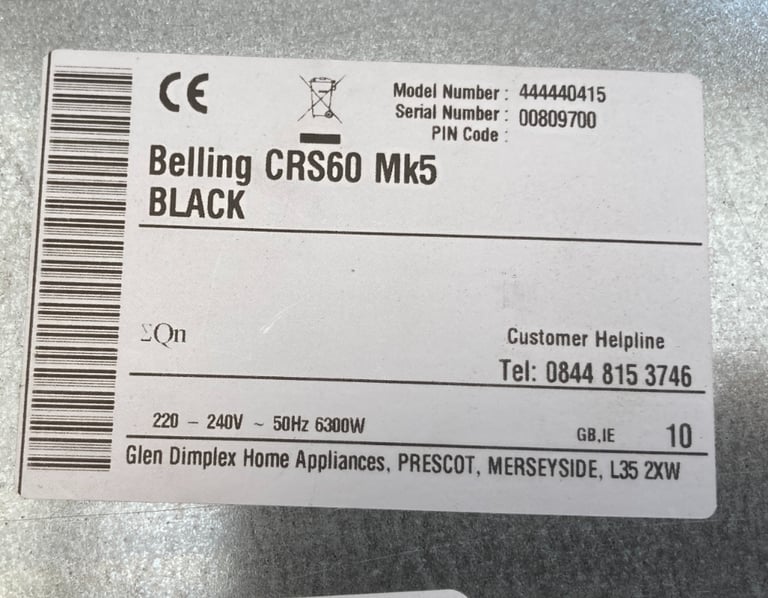 CE
Model Number : 444440415
Serial Number : 00809700
PIN Code :
Belling CRS60 Mk5
BLACK
ΣQn
Customer Helpline
Tel: 0844 815 3746
220 – 240V ~ 50Hz 6300W
GB,IE 10
Glen Dimplex Home Appliances, PRESCOT, MERSEYSIDE, L35 2XW